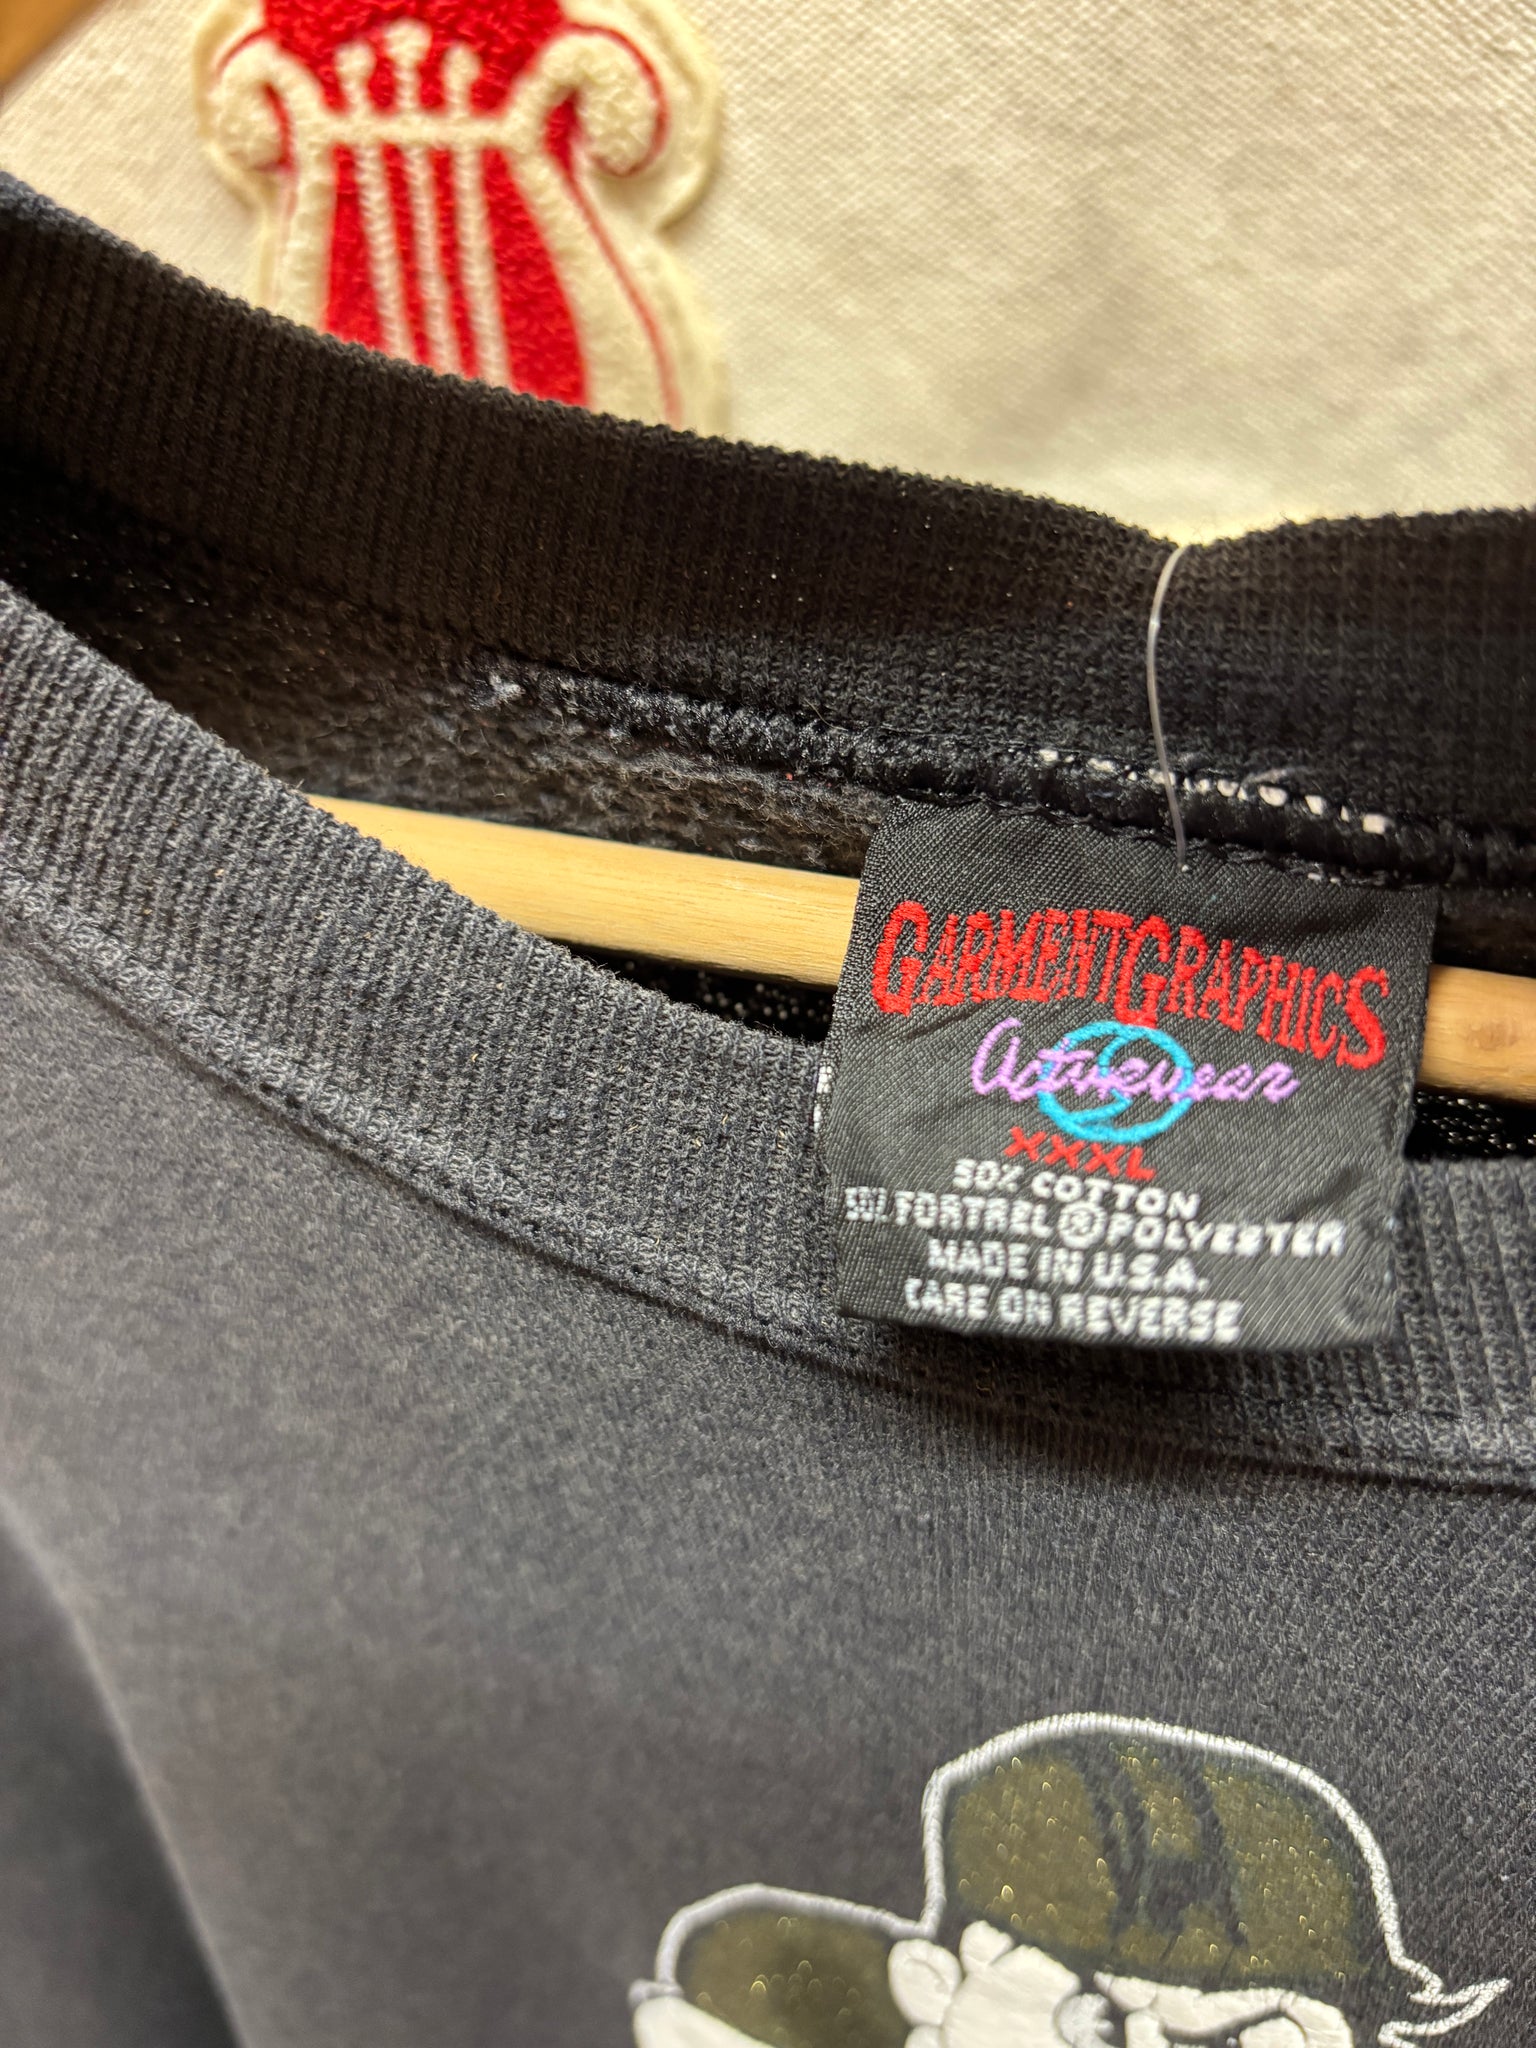 GARMENTGRAPHICS
Activewear
XXXL
50% COTTON
50% FORTREL ® POLYESTER
MADE IN U.S.A.
CARE ON REVERSE